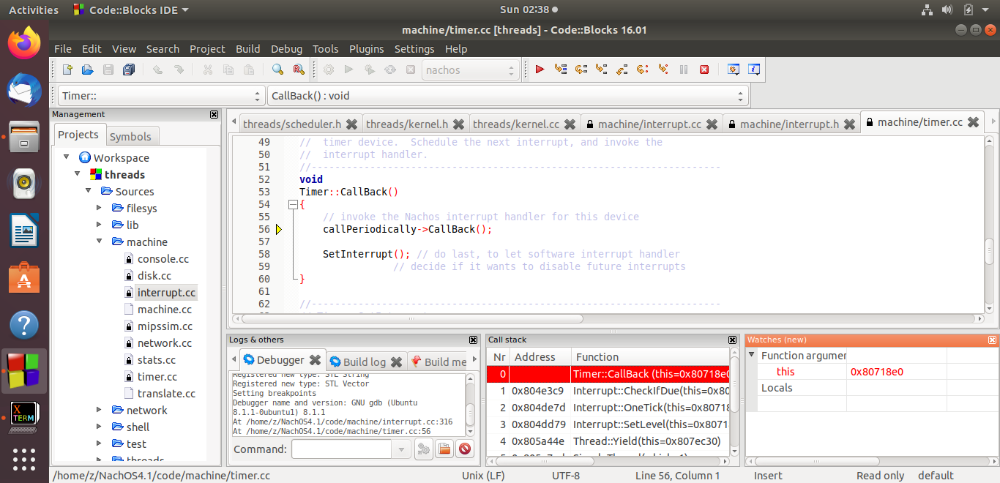 Activities Code::Blocks IDE Sun 02:38
machine/timer.cc [threads] - Code::Blocks 16.01
File Edit View Search Project Build Debug Tools Plugins Settings Help
nachos
Timer:: CallBack() : void
Management
Projects Symbols
Workspace
threads
Sources
filesys
lib
machine
console.cc
disk.cc
interrupt.cc
machine.cc
mipssim.cc
network.cc
stats.cc
timer.cc
translate.cc
network
shell
test
threads
threads/scheduler.h threads/kernel.h threads/kernel.cc machine/interrupt.cc machine/interrupt.h machine/timer.cc
49 // timer device. Schedule the next interrupt, and invoke the
50 // interrupt handler.
51 //----------------------------------------------------------------------
52 void
53 Timer::CallBack()
54 {
55 // invoke the Nachos interrupt handler for this device
56 callPeriodically->CallBack();
57
58 SetInterrupt(); // do last, to let software interrupt handler
59 // decide if it wants to disable future interrupts
60 }
61
62 //----------------------------------------------------------------------
Logs & others
Debugger Build log Build me
Registered new type: STL String
Registered new type: STL Vector
Setting breakpoints
Debugger name and version: GNU gdb (Ubuntu
8.1.1-0ubuntu1) 8.1.1
At /home/z/NachOS4.1/code/machine/interrupt.cc:316
At /home/z/NachOS4.1/code/machine/timer.cc:56
Command:
Call stack
Nr Address Function
0 Timer::CallBack (this=0x80718e0
1 0x804e3c9 Interrupt::CheckIfDue(this=0x80
2 0x804de7d Interrupt::OneTick(this=0x80718
3 0x804dd79 Interrupt::SetLevel(this=0x8071
4 0x805a44e Thread::Yield(this=0x807ec30)
Watches (new)
Function argumer
this 0x80718e0
Locals
/home/z/NachOS4.1/code/machine/timer.cc Unix (LF) UTF-8 Line 56, Column 1 Insert Read only default